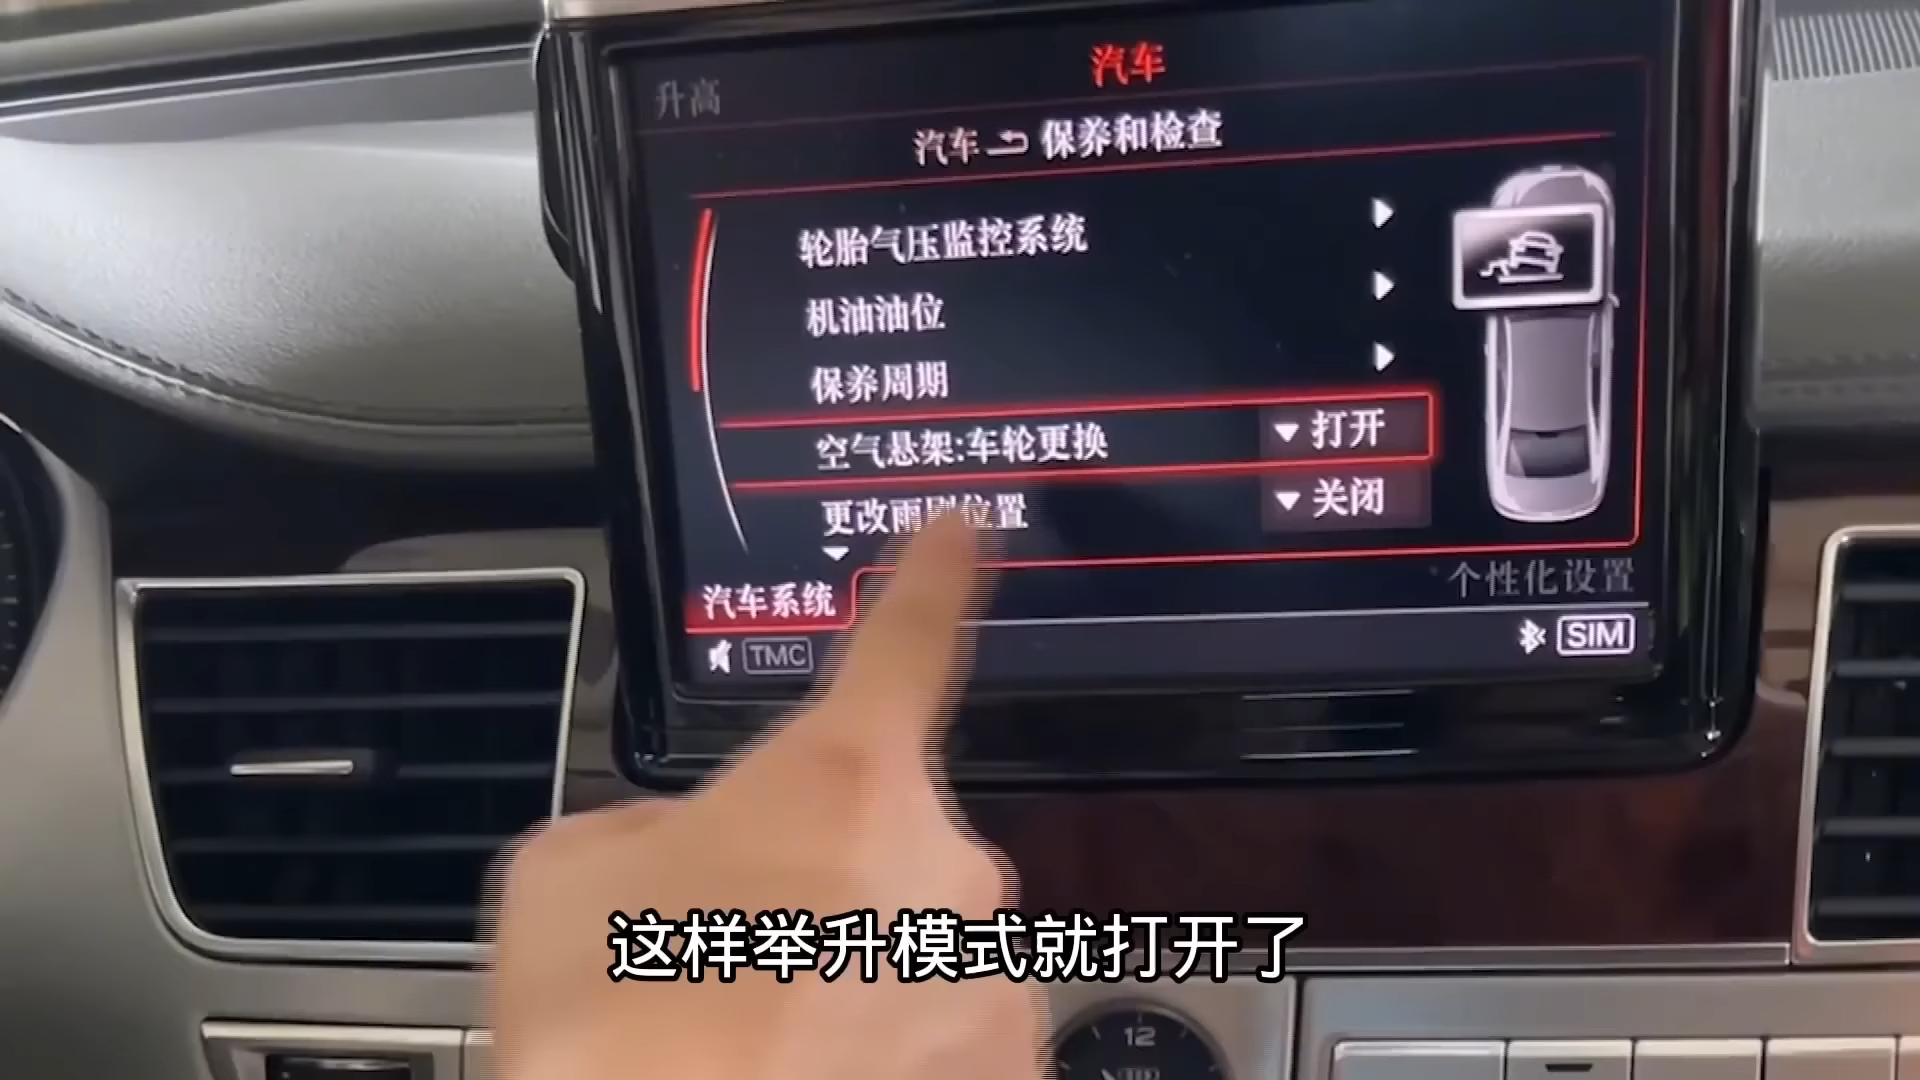 汽车
升高
汽车 保养和检查
轮胎气压监控系统
机油油位
保养周期
空气悬架:车轮更换 打开
更改雨刷位置 关闭
汽车系统
个性化设置
TMC
SIM
这样举升模式就打开了
12